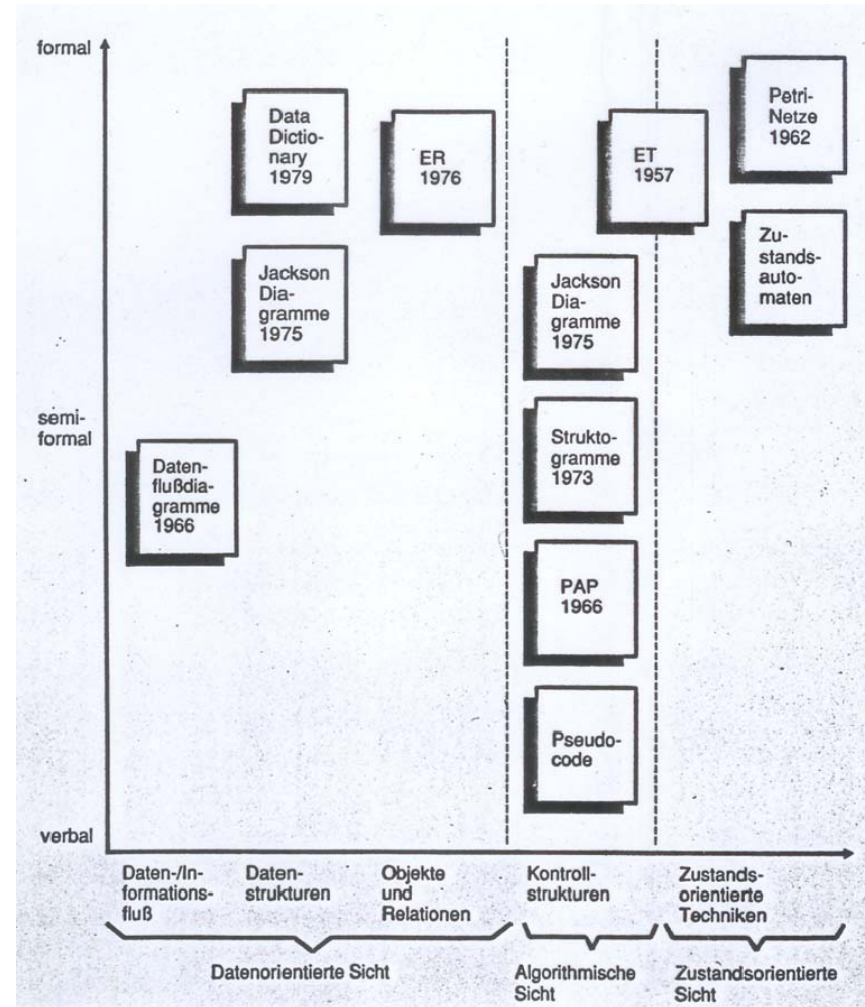 formal
Data
Dictio-
nary
1979
ER
1976
ET
1957
Petri-
Netze
1962
Jackson
Dia-
gramme
1975
Jackson
Dia-
gramme
1975
Zu-
stands-
auto-
maten
semi-
formal
Daten-
flußdia-
gramme
1966
Strukto-
gramme
1973
PAP
1966
Pseudo-
code
verbal
Daten-/In-
formations-
fluß
Daten-
strukturen
Objekte
und
Relationen
Kontroll-
strukturen
Zustands-
orientierte
Techniken
Datenorientierte Sicht
Algorithmische
Sicht
Zustandsorientierte
Sicht